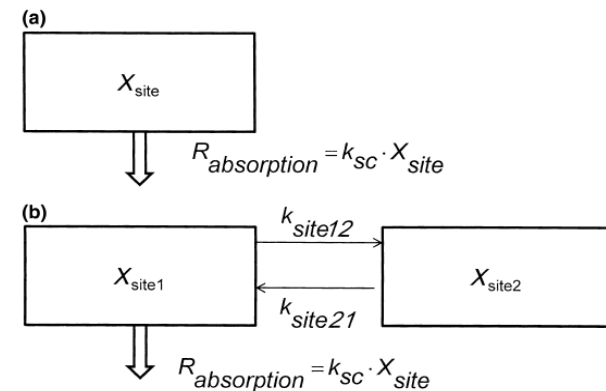 (a)
X_site
R_absorption = k_sc · X_site
(b)
k_site12
X_site1
X_site2
k_site21
R_absorption = k_sc · X_site